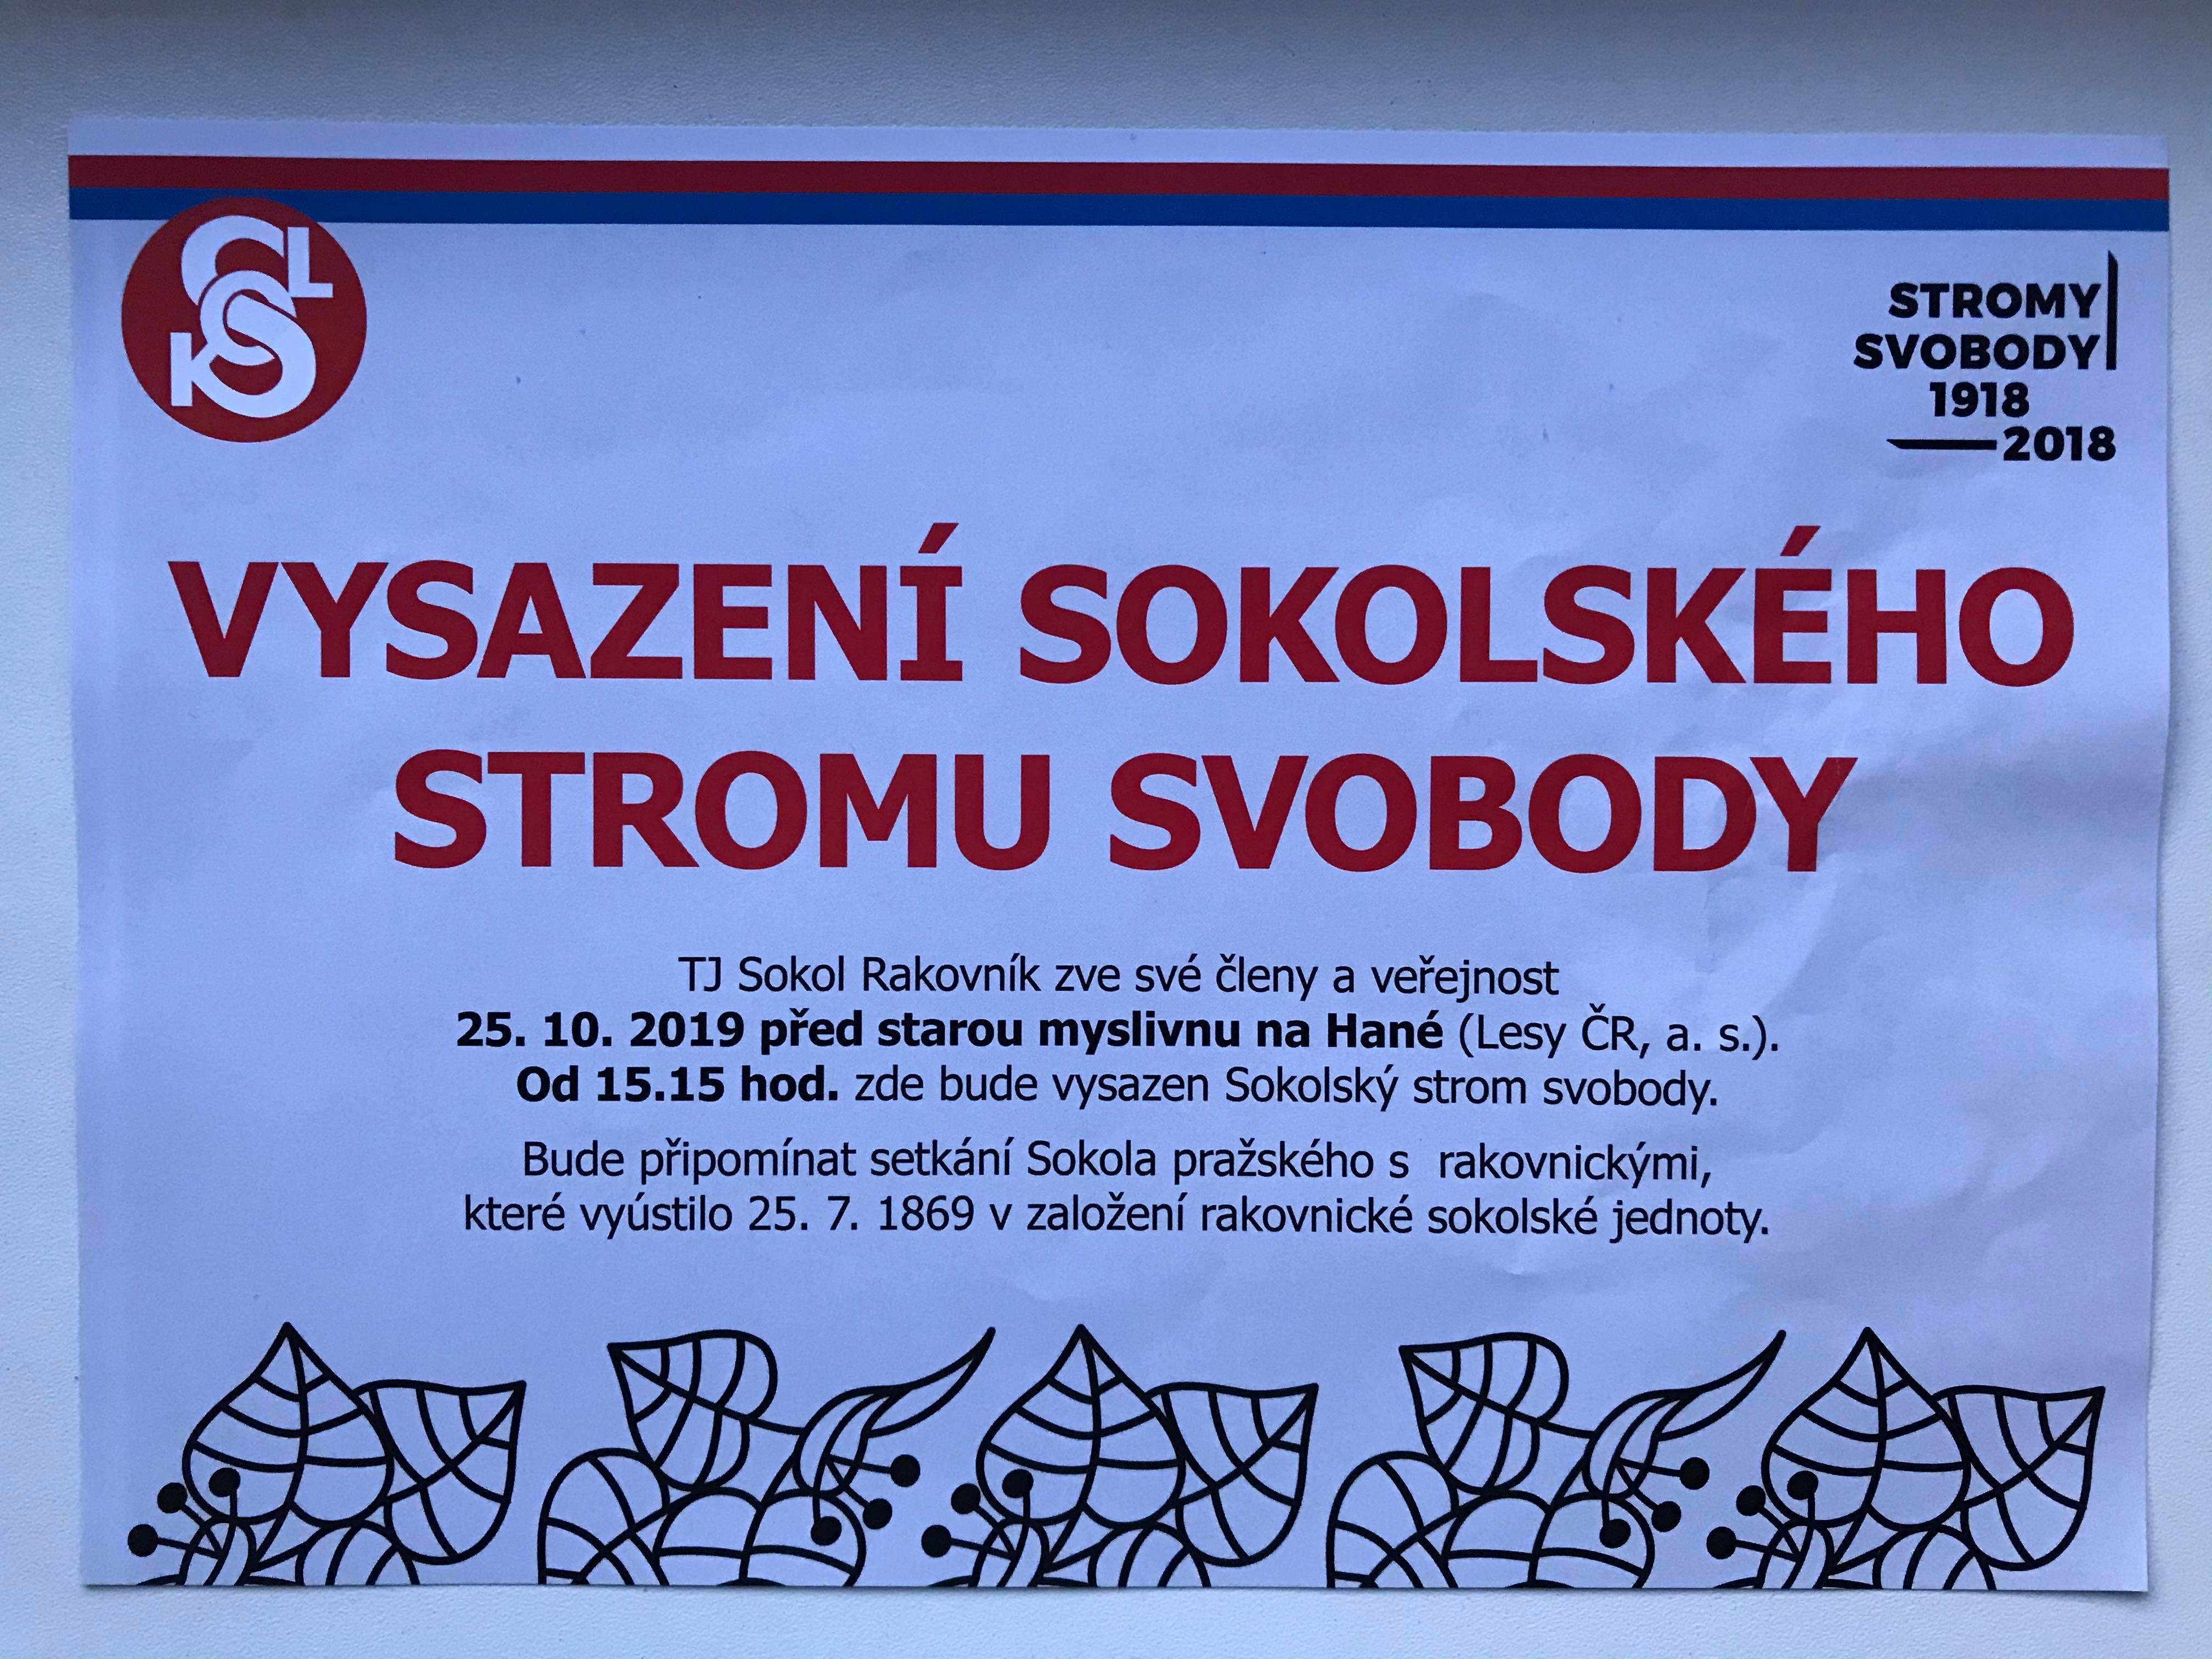 SOKOL
STROMY
SVOBODY
1918
2018
VYSAZENÍ SOKOLSKÉHO
STROMU SVOBODY
TJ Sokol Rakovník zve své členy a veřejnost
25. 10. 2019 před starou myslivnu na Hané (Lesy ČR, a. s.).
Od 15.15 hod. zde bude vysazen Sokolský strom svobody.
Bude připomínat setkání Sokola pražského s rakovnickými,
které vyústilo 25. 7. 1869 v založení rakovnické sokolské jednoty.